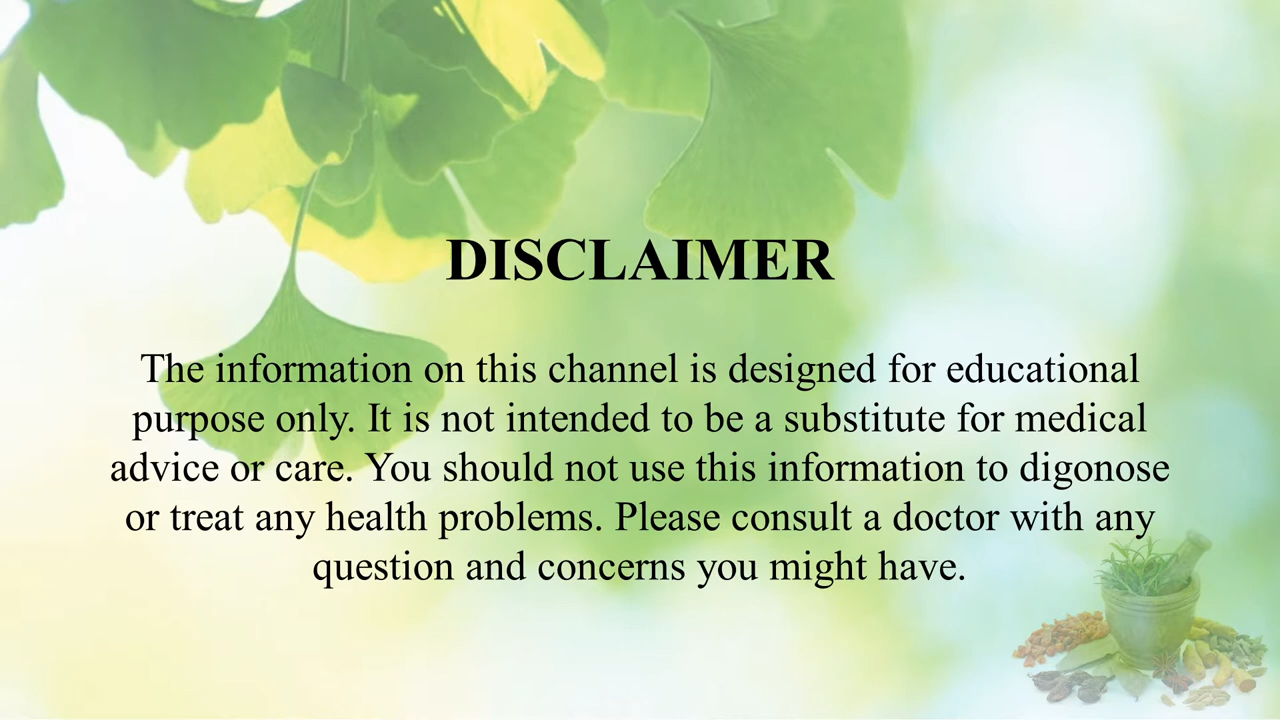 DISCLAIMER
The information on this channel is designed for educational
purpose only. It is not intended to be a substitute for medical
advice or care. You should not use this information to digonose
or treat any health problems. Please consult a doctor with any
question and concerns you might have.